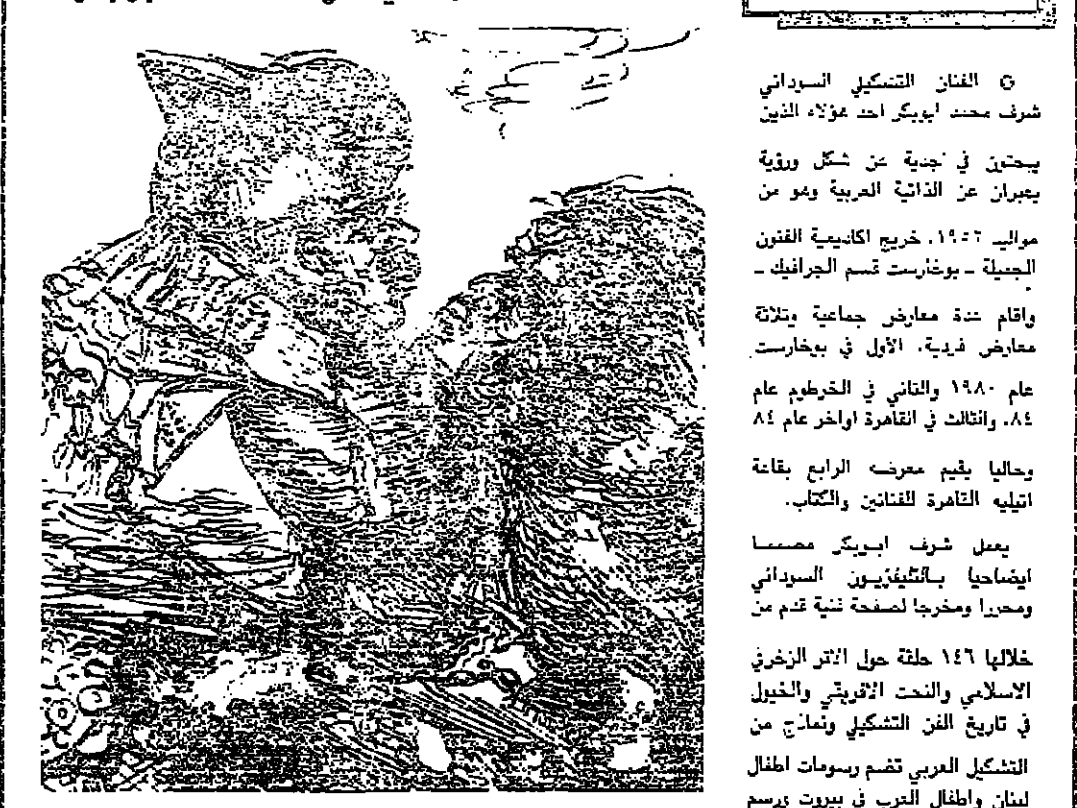 الفنان التشكيلي السوداني
شرف محمد ابوبكر احد هؤلاء الذين
يبحثون في جدية عن شكل ورؤية
يعبران عن الذاتية العربية وهو من
مواليد ١٩٥٢. خريج اكاديمية الفنون
الجميلة - بوخارست قسم الجرافيك -
واقام عدة معارض جماعية وثلاثة
معارض فردية. الأول في بوخارست
عام ١٩٨٠ والثاني في الخرطوم عام
٨٤. والثالث في القاهرة اواخر عام ٨٤
وحاليا يقيم معرضه الرابع بقاعة
اتيليه القاهرة للفنانين والكتاب.
يعمل شرف ابوبكر مصمما
ايضاحيا بالتليفزيون السوداني
ومحررا ومخرجا لصفحة فنية قدم من
خلالها ١٤٦ حلقة حول الاثر الزخرفي
الاسلامي والنحت الافريقي والخيول
في تاريخ الفن التشكيلي ونماذج من
التشكيل العربي تضم رسومات اطفال
لبنان واطفال العرب في بيروت ورسم